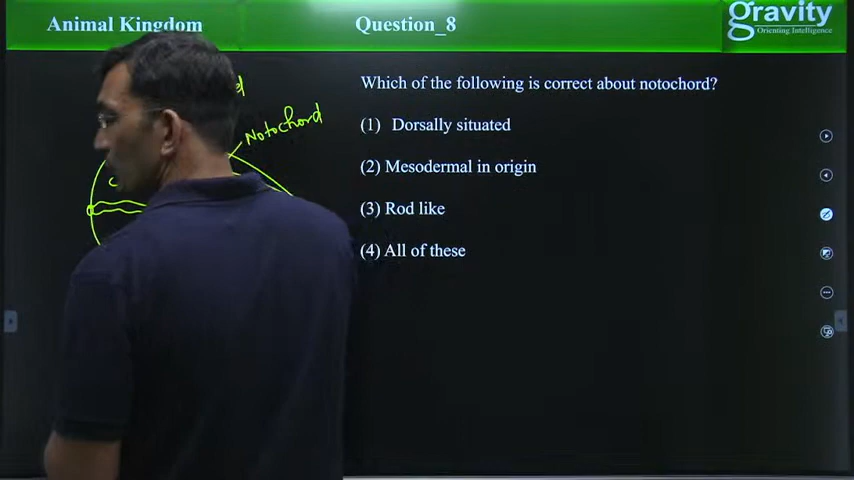 Animal Kingdom
Question_8
gravity
Orienting Intelligence
Which of the following is correct about notochord?
Notochord
(1) Dorsally situated
(2) Mesodermal in origin
(3) Rod like
(4) All of these